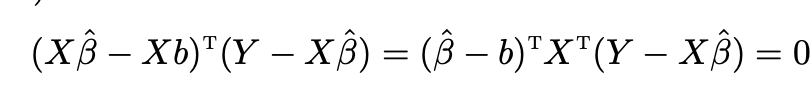 (Xβ̂ − Xb)ᵀ(Y − Xβ̂) = (β̂ − b)ᵀXᵀ(Y − Xβ̂) = 0